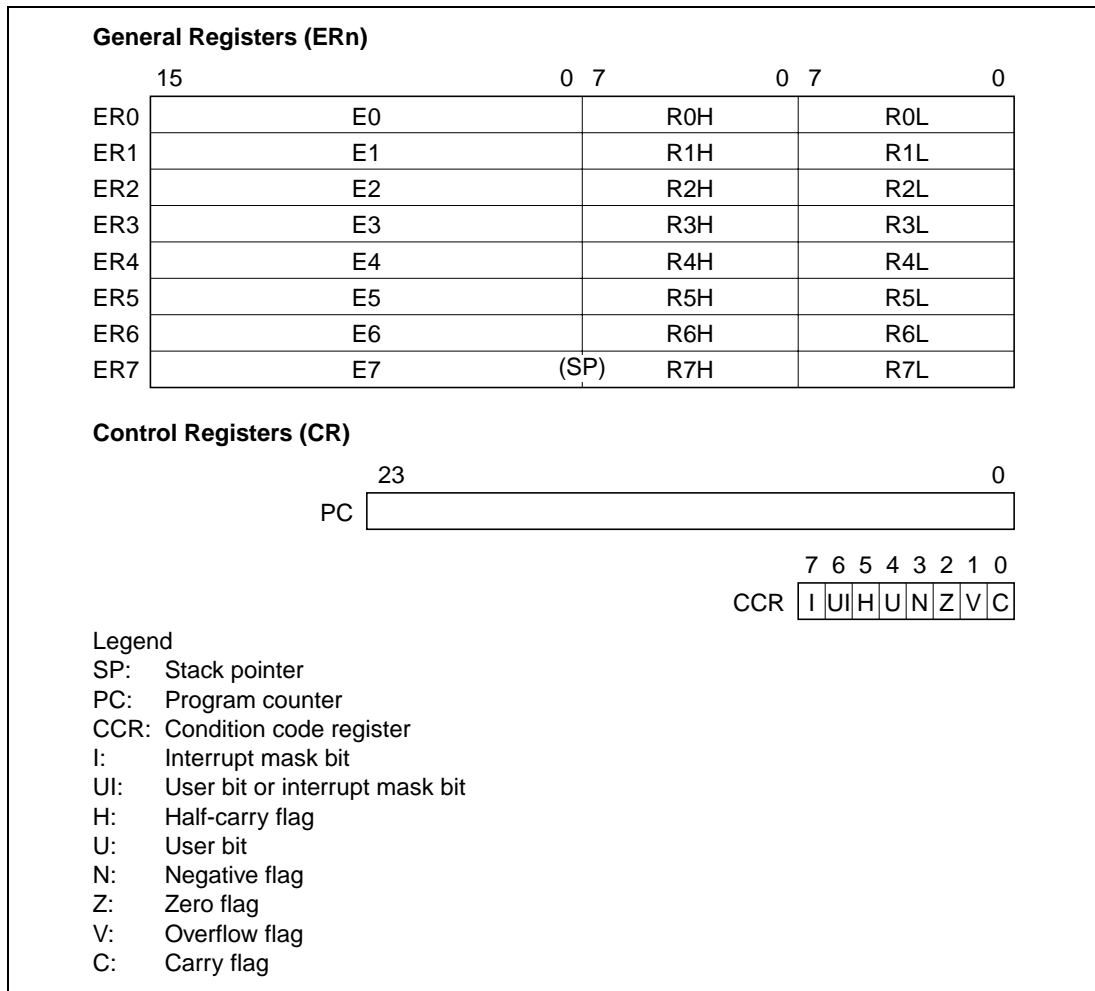 General Registers (ERn)
15 0 7 0 7 0
ER0 E0 R0H R0L
ER1 E1 R1H R1L
ER2 E2 R2H R2L
ER3 E3 R3H R3L
ER4 E4 R4H R4L
ER5 E5 R5H R5L
ER6 E6 R6H R6L
ER7 E7 (SP) R7H R7L
Control Registers (CR)
23 0
PC
7 6 5 4 3 2 1 0
CCR I UI H U N Z V C
Legend
SP: Stack pointer
PC: Program counter
CCR: Condition code register
I: Interrupt mask bit
UI: User bit or interrupt mask bit
H: Half-carry flag
U: User bit
N: Negative flag
Z: Zero flag
V: Overflow flag
C: Carry flag